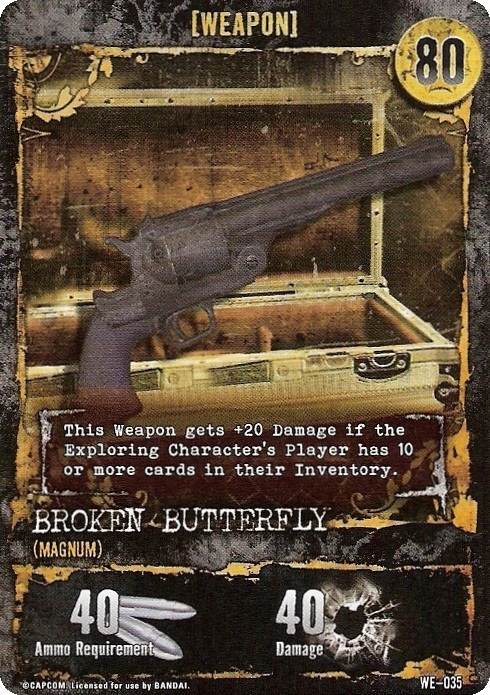 [WEAPON]
80
This Weapon gets +20 Damage if the
Exploring Character's Player has 10
or more cards in their Inventory.
BROKEN BUTTERFLY
(MAGNUM)
40
Ammo Requirement
40
Damage
©CAPCOM. Licensed for use by BANDAI.
WE-035